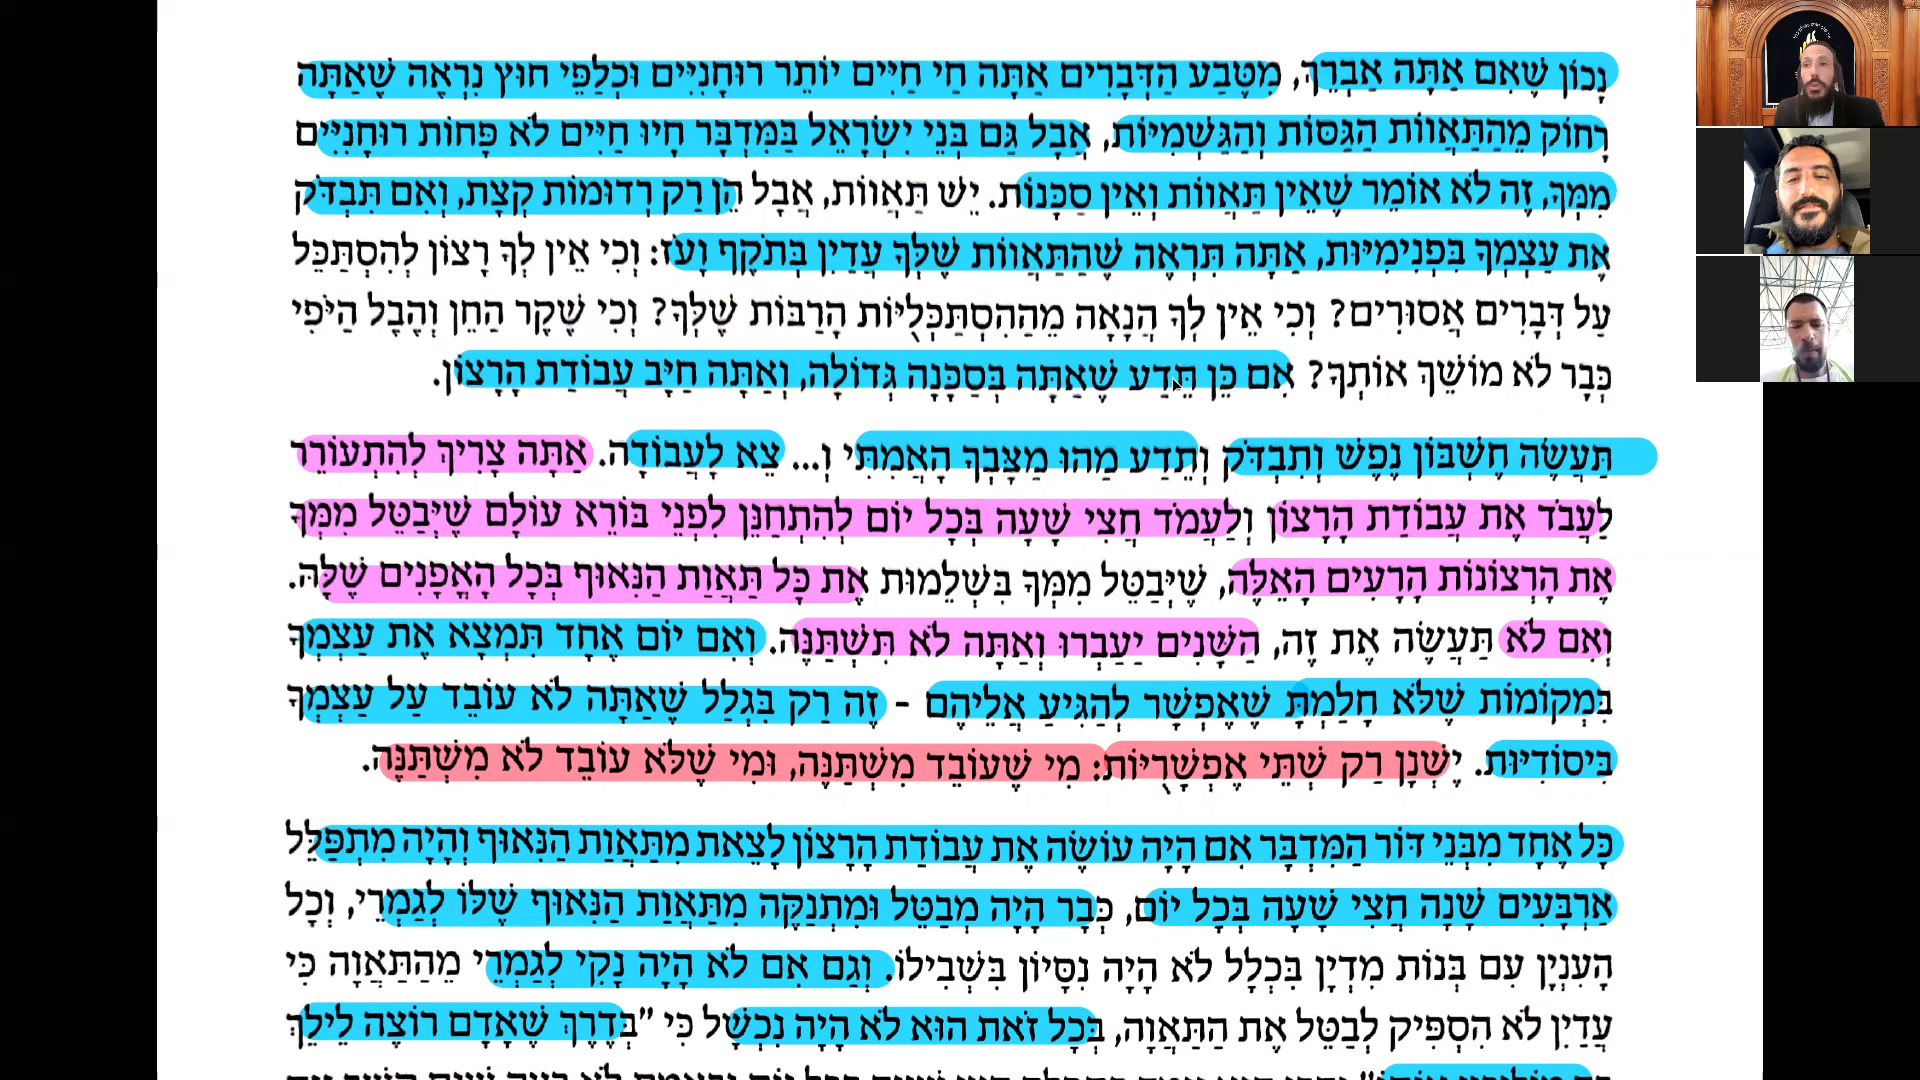 נָכוֹן שֶׁאִם אַתָּה אַבְרֵךְ, מִטֶּבַע הַדְּבָרִים אַתָּה חַי חַיִּים יוֹתֵר רוּחָנִיִּים וּכְלַפֵּי חוּץ נִרְאֶה שֶׁאַתָּה
רָחוֹק מֵהַתַּאֲווֹת הַגַּסּוֹת וְהַגַּשְׁמִיּוֹת, אֲבָל גַּם בְּנֵי יִשְׂרָאֵל בַּמִּדְבָּר חָיוּ חַיִּים לֹא פָּחוֹת רוּחָנִיִּים
מִמְּךָ, זֶה לֹא אוֹמֵר שֶׁאֵין תַּאֲווֹת וְאֵין סַכָּנוֹת. יֵשׁ תַּאֲווֹת, אֲבָל הֵן רַק רְדוּמוֹת קְצָת, וְאִם תִּבְדֹּק
אֶת עַצְמְךָ בִּפְנִימִיּוּת, אַתָּה תִּרְאֶה שֶׁהַתַּאֲווֹת שֶׁלְּךָ עֲדַיִן בְּתֹקֶף וָעֹז: וְכִי אֵין לְךָ רָצוֹן לְהִסְתַּכֵּל
עַל דְּבָרִים אֲסוּרִים? וְכִי אֵין לְךָ הֲנָאָה מֵהַהִסְתַּכְּלֻיּוֹת הָרַבּוֹת שֶׁלְּךָ? וְכִי שֶׁקֶר הַחֵן וְהֶבֶל הַיֹּפִי
כְּבָר לֹא מוֹשֵׁךְ אוֹתְךָ? אִם כֵּן תֵּדַע שֶׁאַתָּה בְּסַכָּנָה גְּדוֹלָה, וְאַתָּה חַיָּב עֲבוֹדַת הָרָצוֹן.
תַּעֲשֶׂה חֶשְׁבּוֹן נֶפֶשׁ וְתִבְדֹּק וְתֵדַע מַהוּ מַצָּבְךָ הָאֲמִתִּי וְ... צֵא לָעֲבוֹדָה. אַתָּה צָרִיךְ לְהִתְעוֹרֵר
לַעֲבֹד אֶת עֲבוֹדַת הָרָצוֹן וְלַעֲמֹד חֲצִי שָׁעָה בְּכָל יוֹם לְהִתְחַנֵּן לִפְנֵי בּוֹרֵא עוֹלָם שֶׁיְּבַטֵּל מִמְּךָ
אֶת הָרְצוֹנוֹת הָרָעִים הָאֵלֶּה, שֶׁיְּבַטֵּל מִמְּךָ בִּשְׁלֵמוּת אֶת כָּל תַּאֲוַת הַנִּאוּף בְּכָל הָאֳפָנִים שֶׁלָּהּ.
וְאִם לֹא תַּעֲשֶׂה אֶת זֶה, הַשָּׁנִים יַעַבְרוּ וְאַתָּה לֹא תִּשְׁתַּנֶּה. וְאִם יוֹם אֶחָד תִּמְצָא אֶת עַצְמְךָ
בִּמְקוֹמוֹת שֶׁלֹּא חָלַמְתָּ שֶׁאֶפְשָׁר לְהַגִּיעַ אֲלֵיהֶם - זֶה רַק בִּגְלַל שֶׁאַתָּה לֹא עוֹבֵד עַל עַצְמְךָ
בִּיסוֹדִיּוּת. יֶשְׁנָן רַק שְׁתֵּי אֶפְשָׁרֻיּוֹת: מִי שֶׁעוֹבֵד מִשְׁתַּנֶּה, וּמִי שֶׁלֹּא עוֹבֵד לֹא מִשְׁתַּנֶּה.
כָּל אֶחָד מִבְּנֵי דּוֹר הַמִּדְבָּר אִם הָיָה עוֹשֶׂה אֶת עֲבוֹדַת הָרָצוֹן לָצֵאת מִתַּאֲוַת הַנִּאוּף וְהָיָה מִתְפַּלֵּל
אַרְבָּעִים שָׁנָה חֲצִי שָׁעָה בְּכָל יוֹם, כְּבָר הָיָה מְבַטֵּל וּמִתְנַקֶּה מִתַּאֲוַת הַנִּאוּף שֶׁלּוֹ לְגַמְרֵי, וְכָל
הָעִנְיָן עִם בְּנוֹת מִדְיָן בִּכְלָל לֹא הָיָה נִסָּיוֹן בִּשְׁבִילוֹ. וְגַם אִם לֹא הָיָה נָקִי לְגַמְרֵי מֵהַתַּאֲוָה כִּי
עֲדַיִן לֹא הִסְפִּיק לְבַטֵּל אֶת הַתַּאֲוָה, בְּכָל זֹאת הוּא לֹא הָיָה נִכְשָׁל כִּי "בְּדֶרֶךְ שֶׁאָדָם רוֹצֶה לֵילֵךְ